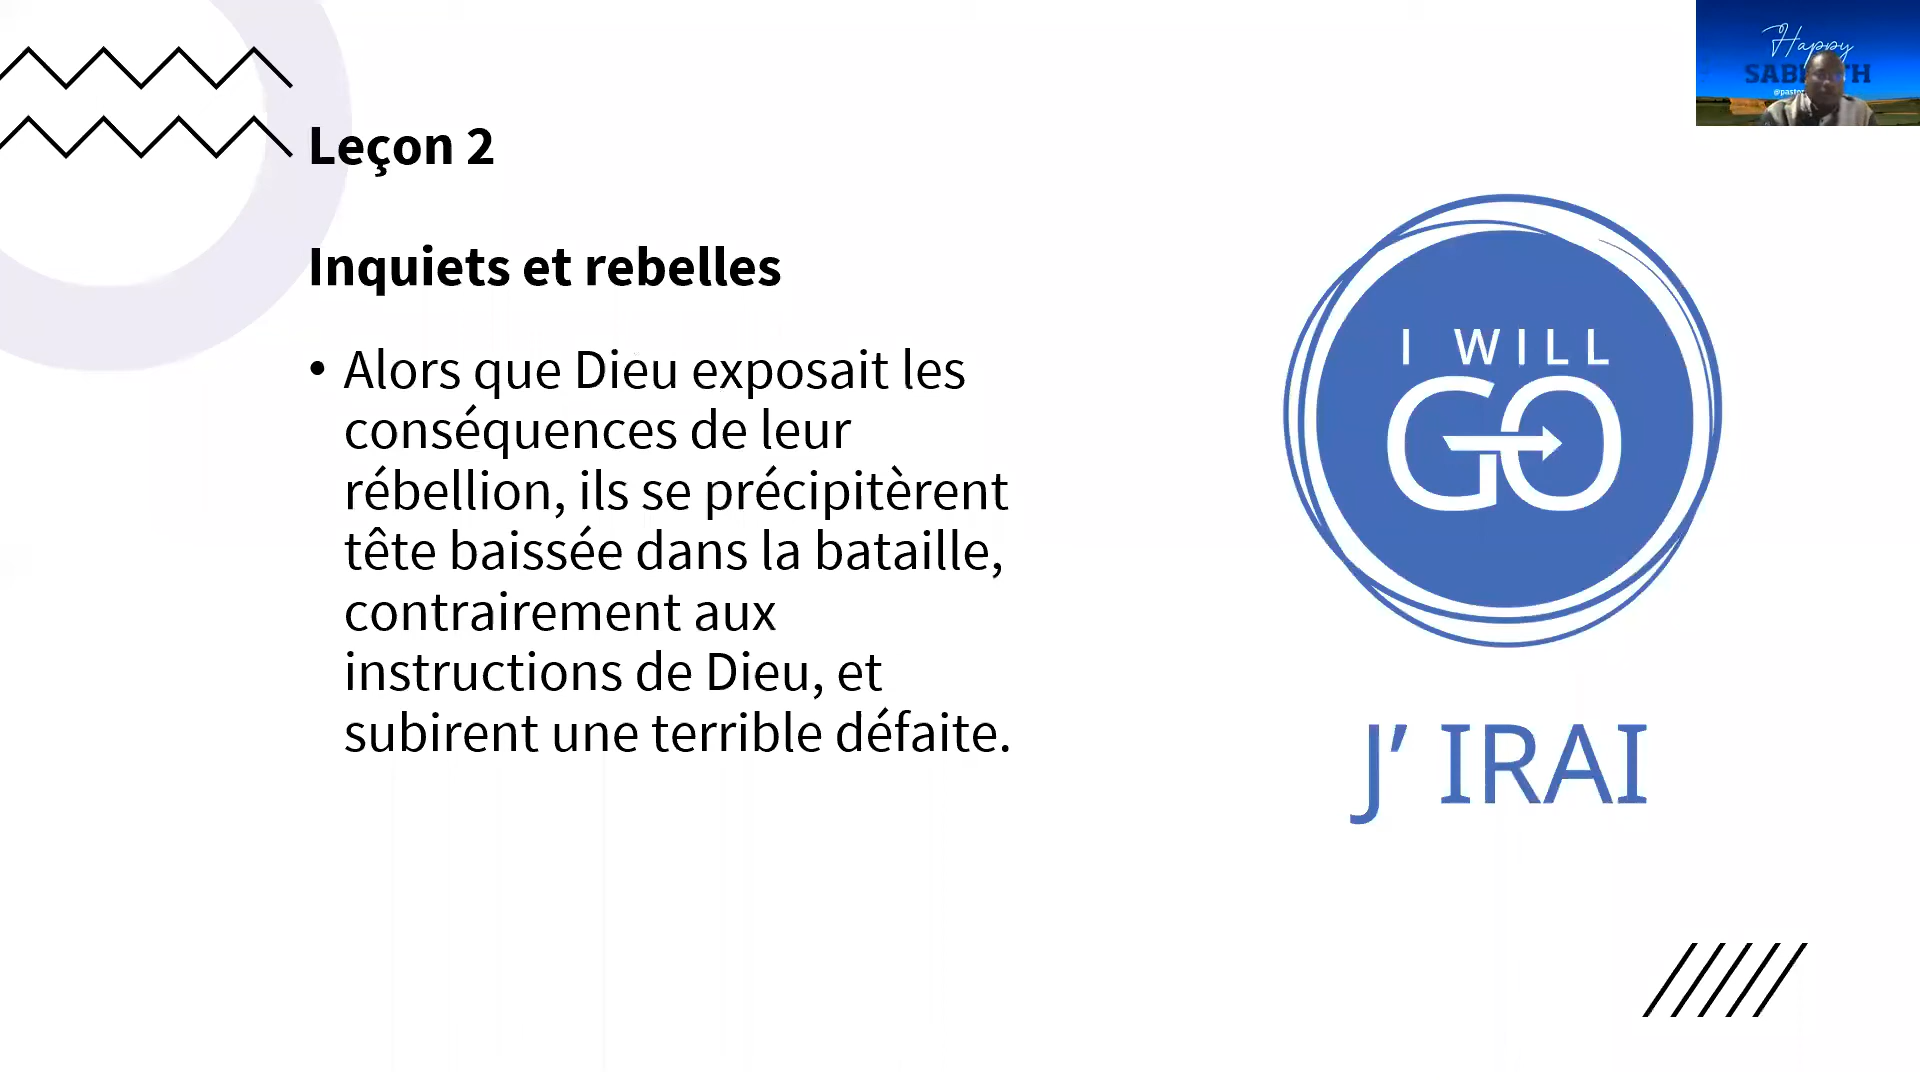 Happy
Leçon 2
Inquiets et rebelles
• Alors que Dieu exposait les
conséquences de leur
rébellion, ils se précipitèrent
tête baissée dans la bataille,
contrairement aux
instructions de Dieu, et
subirent une terrible défaite.
I WILL
GO
J' IRAI